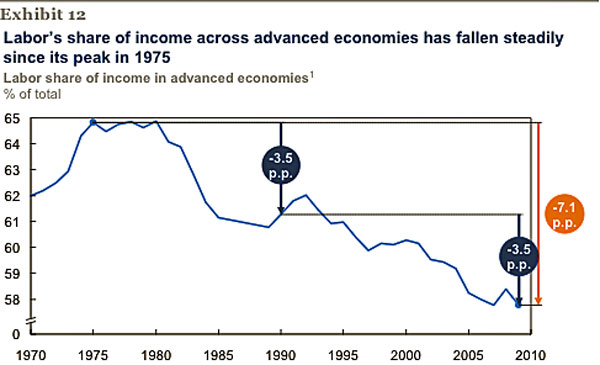 Exhibit 12
Labor's share of income across advanced economies has fallen steadily
since its peak in 1975
Labor share of income in advanced economies¹
% of total
65
64
63
62
61
60
59
58
0
-3.5
p.p.
-3.5
p.p.
-7.1
p.p.
1970 1975 1980 1985 1990 1995 2000 2005 2010